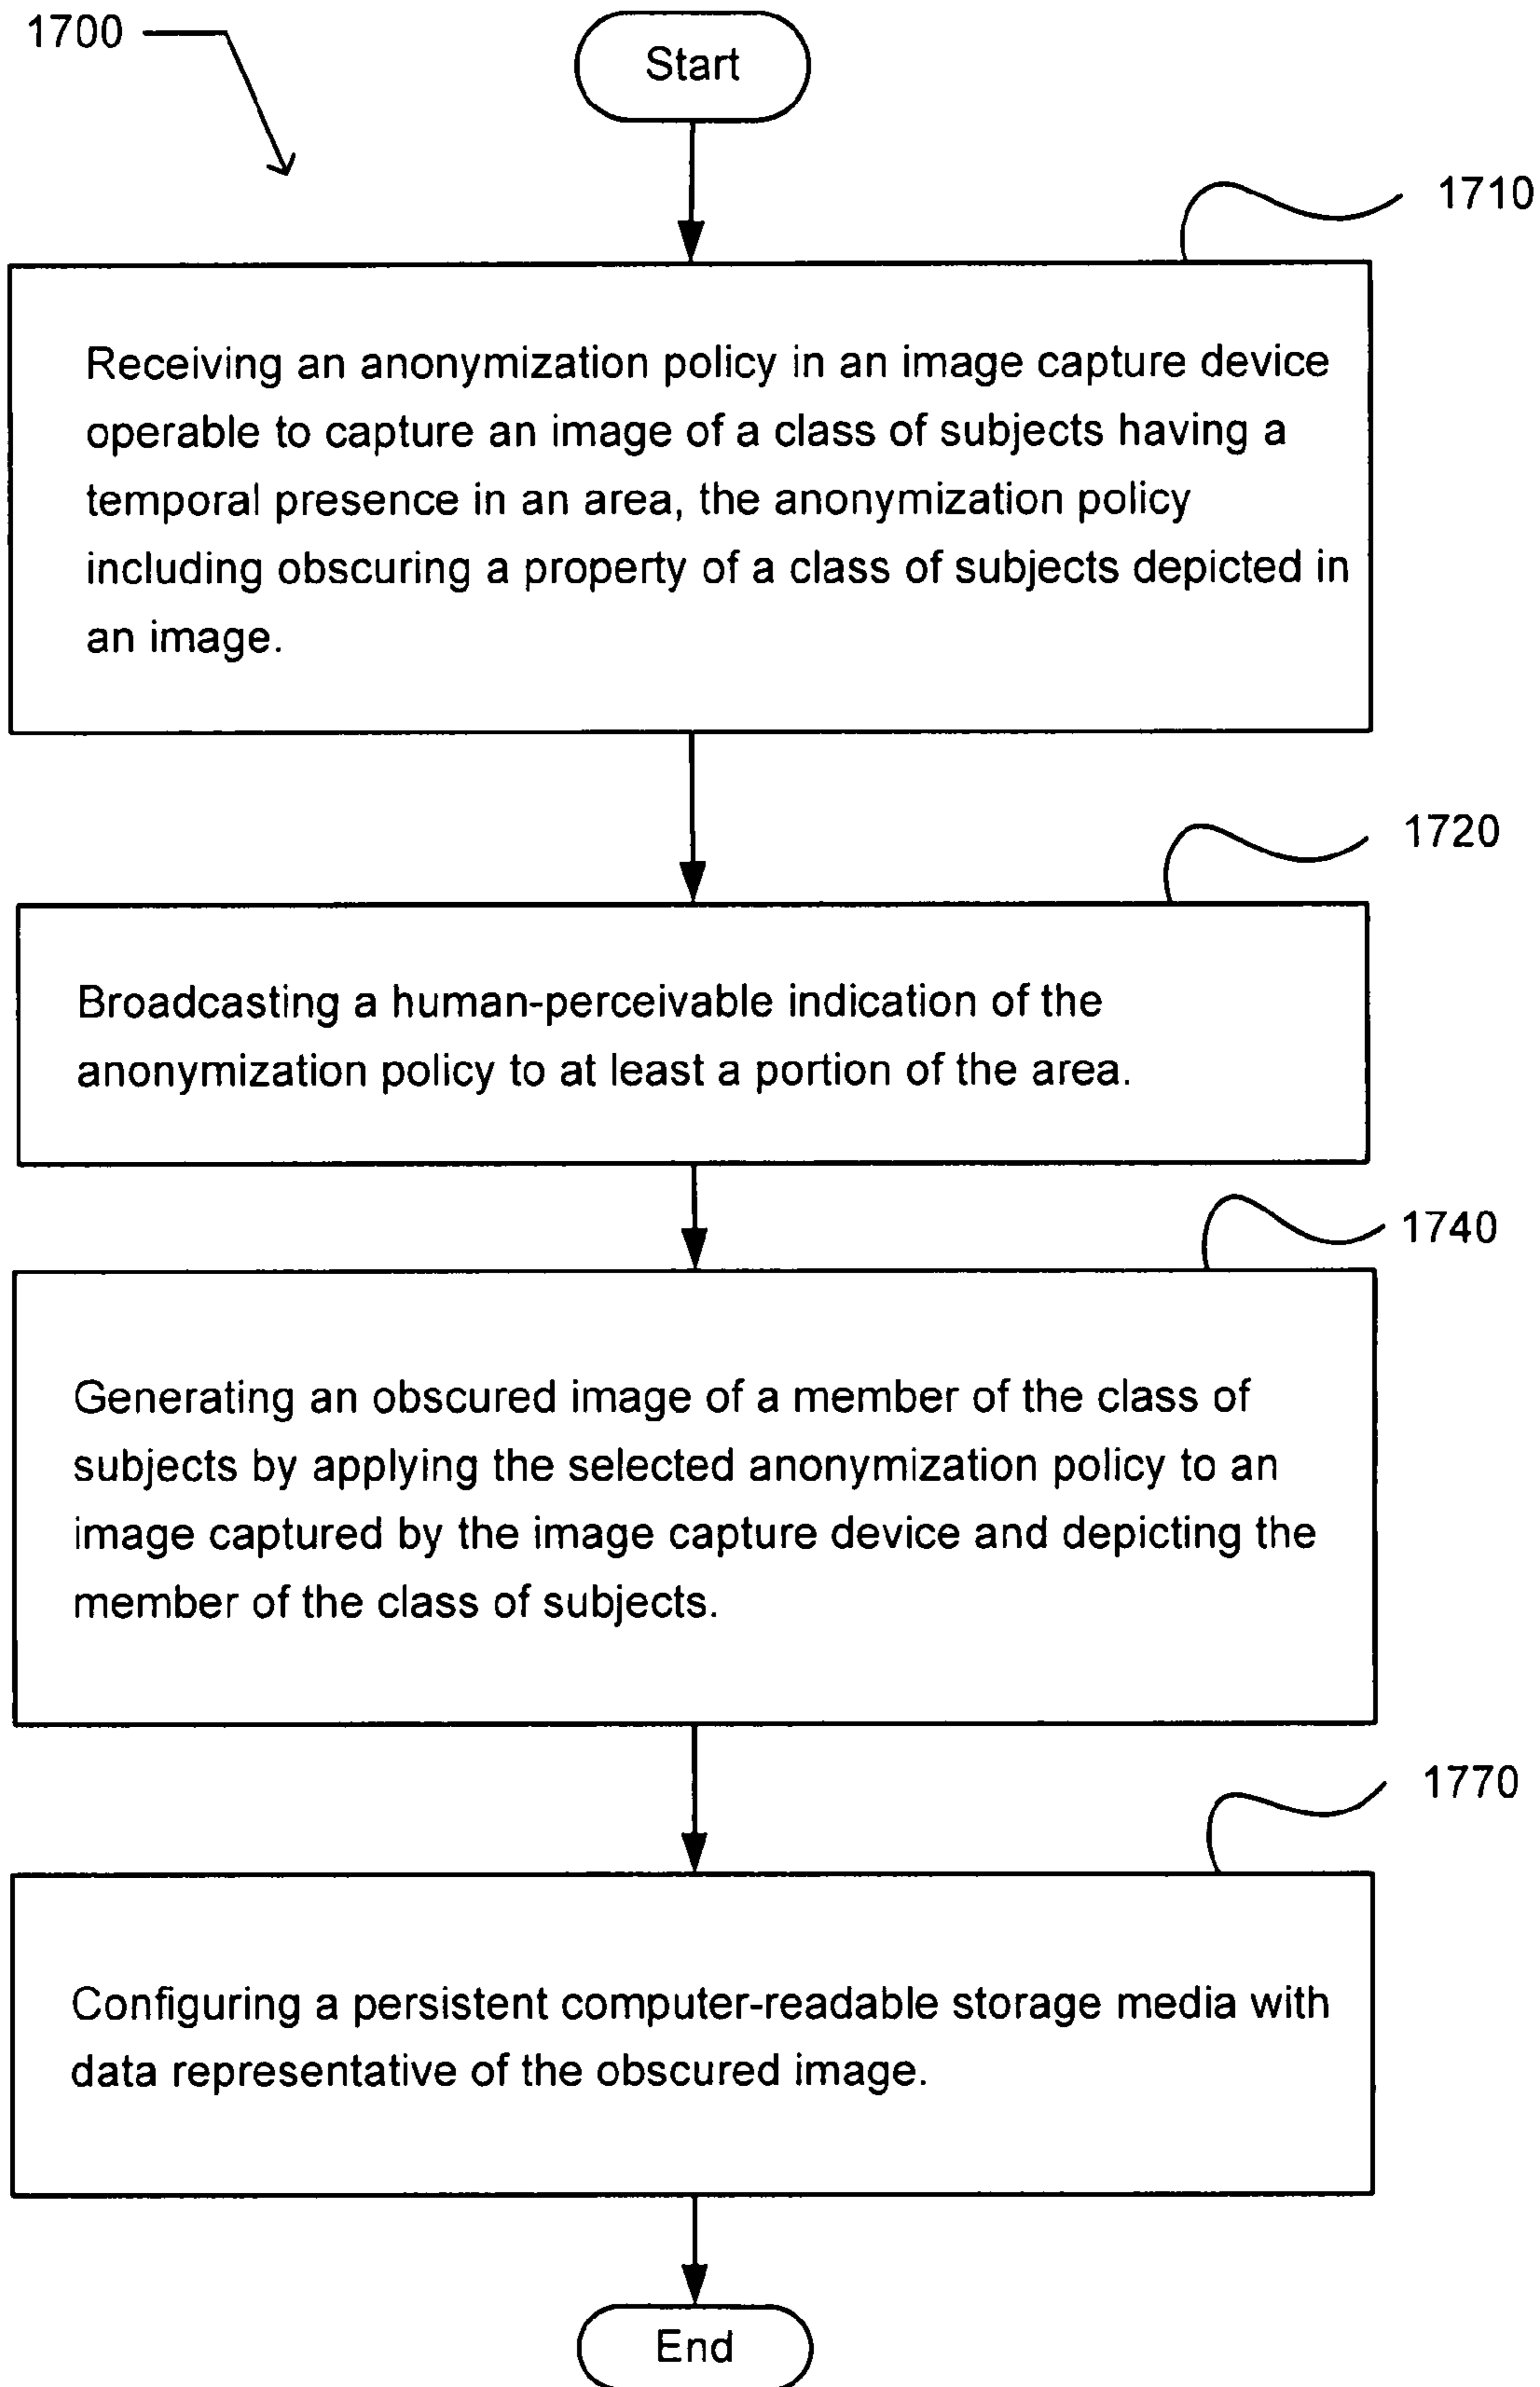 1700
Start
1710
Receiving an anonymization policy in an image capture device
operable to capture an image of a class of subjects having a
temporal presence in an area, the anonymization policy
including obscuring a property of a class of subjects depicted in
an image.
1720
Broadcasting a human-perceivable indication of the
anonymization policy to at least a portion of the area.
1740
Generating an obscured image of a member of the class of
subjects by applying the selected anonymization policy to an
image captured by the image capture device and depicting the
member of the class of subjects.
1770
Configuring a persistent computer-readable storage media with
data representative of the obscured image.
End